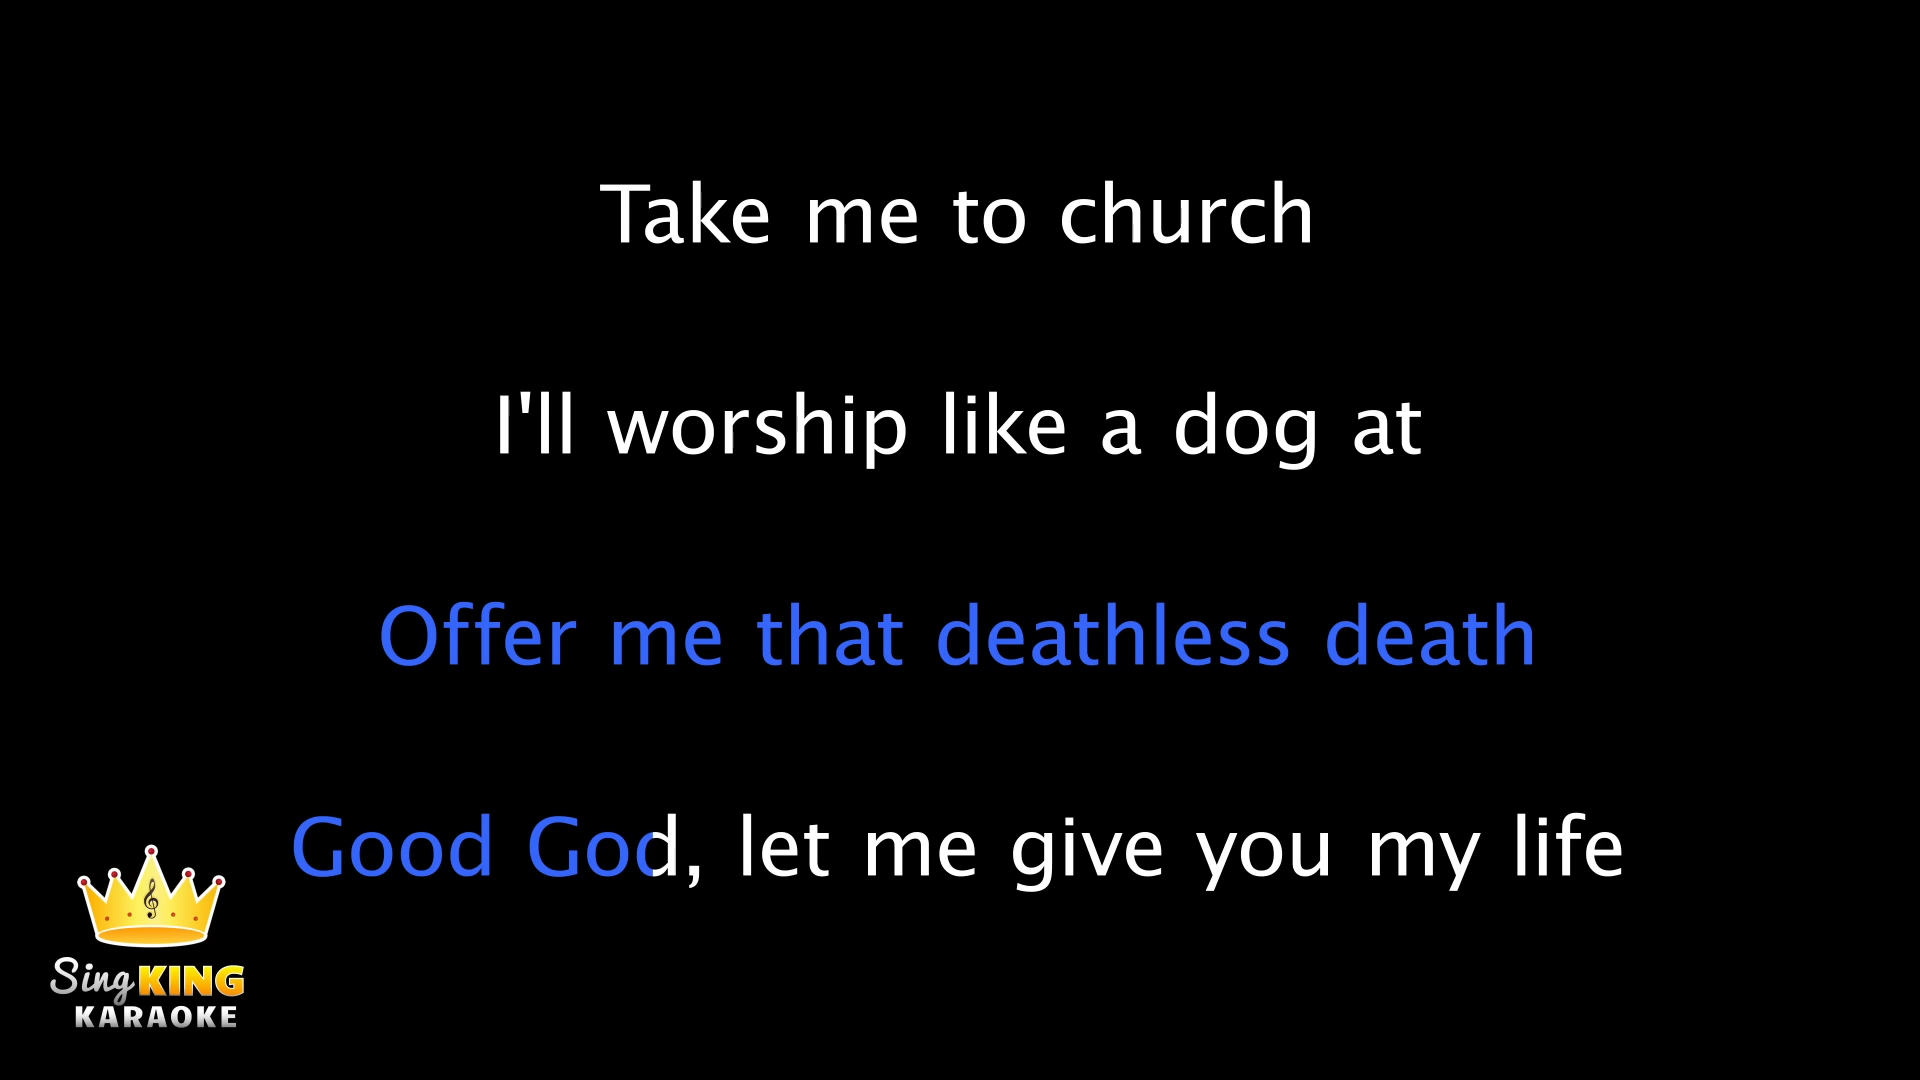 Take me to church
I'll worship like a dog at
Offer me that deathless death
Good God, let me give you my life
Sing KING
KARAOKE